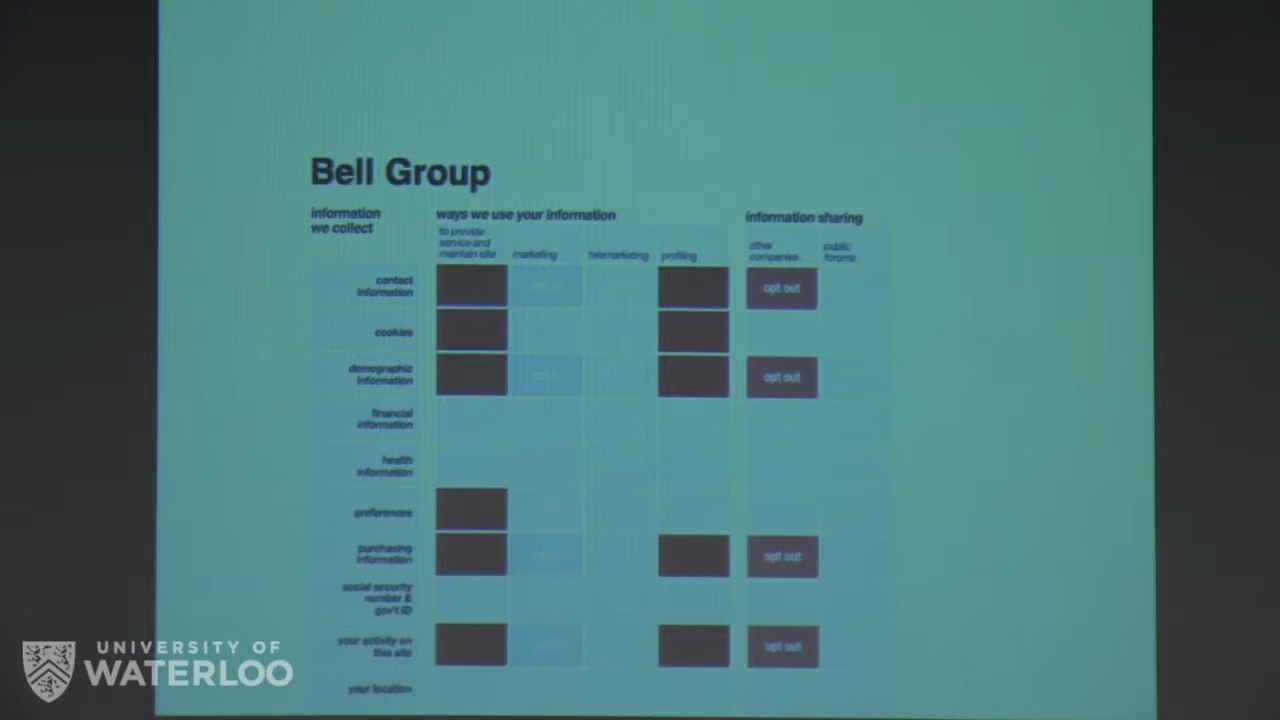 Bell Group
information
we collect
ways we use your information
information sharing
to provide
service and
maintain site
marketing
telemarketing
profiling
other
companies
public
forums
contact
information
opt out
cookies
demographic
information
opt out
financial
information
health
information
preferences
purchasing
information
opt out
social security
number &
gov't ID
your activity on
this site
opt out
your location
UNIVERSITY OF
WATERLOO